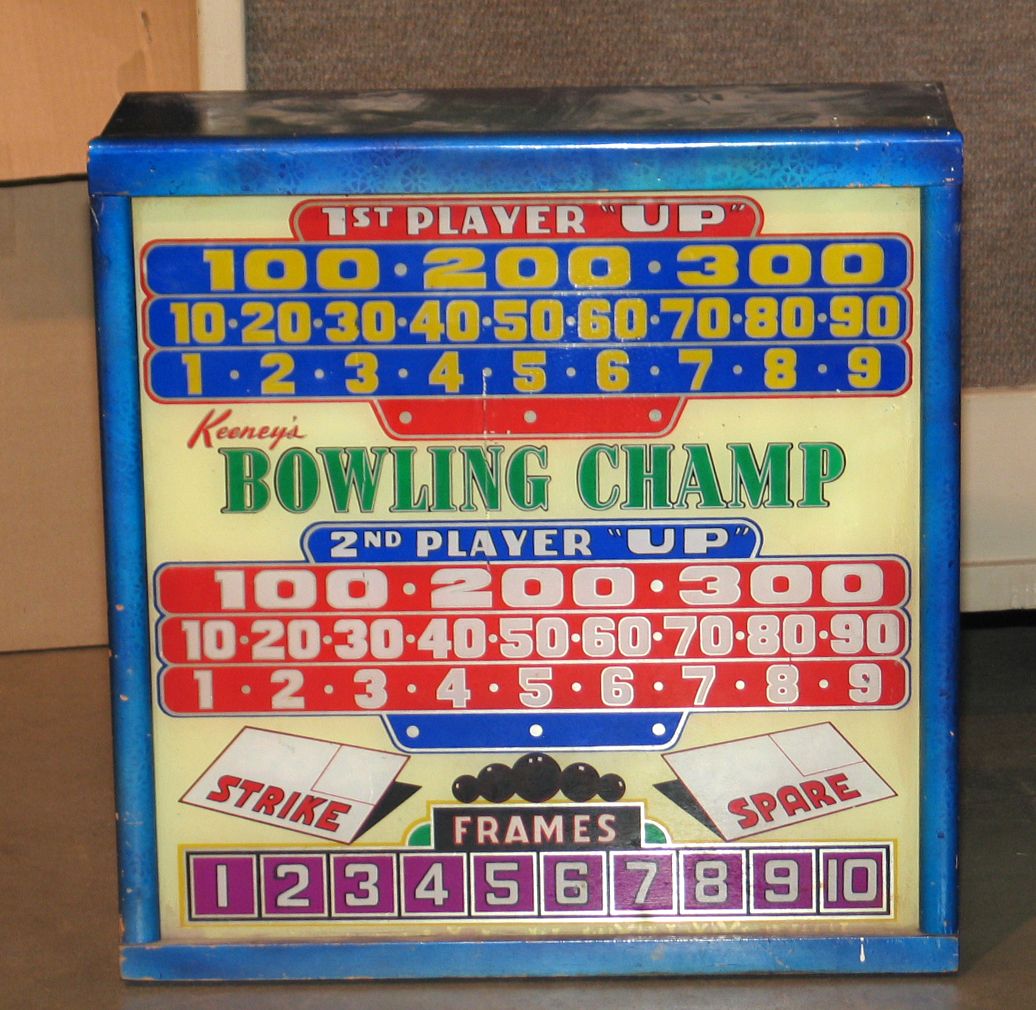 1ST PLAYER "UP"
100 · 200 · 300
10 · 20 · 30 · 40 · 50 · 60 · 70 · 80 · 90
1 · 2 · 3 · 4 · 5 · 6 · 7 · 8 · 9
Keeney's
BOWLING CHAMP
2ND PLAYER "UP"
100 · 200 · 300
10 · 20 · 30 · 40 · 50 · 60 · 70 · 80 · 90
1 · 2 · 3 · 4 · 5 · 6 · 7 · 8 · 9
STRIKE
SPARE
FRAMES
1 2 3 4 5 6 7 8 9 10